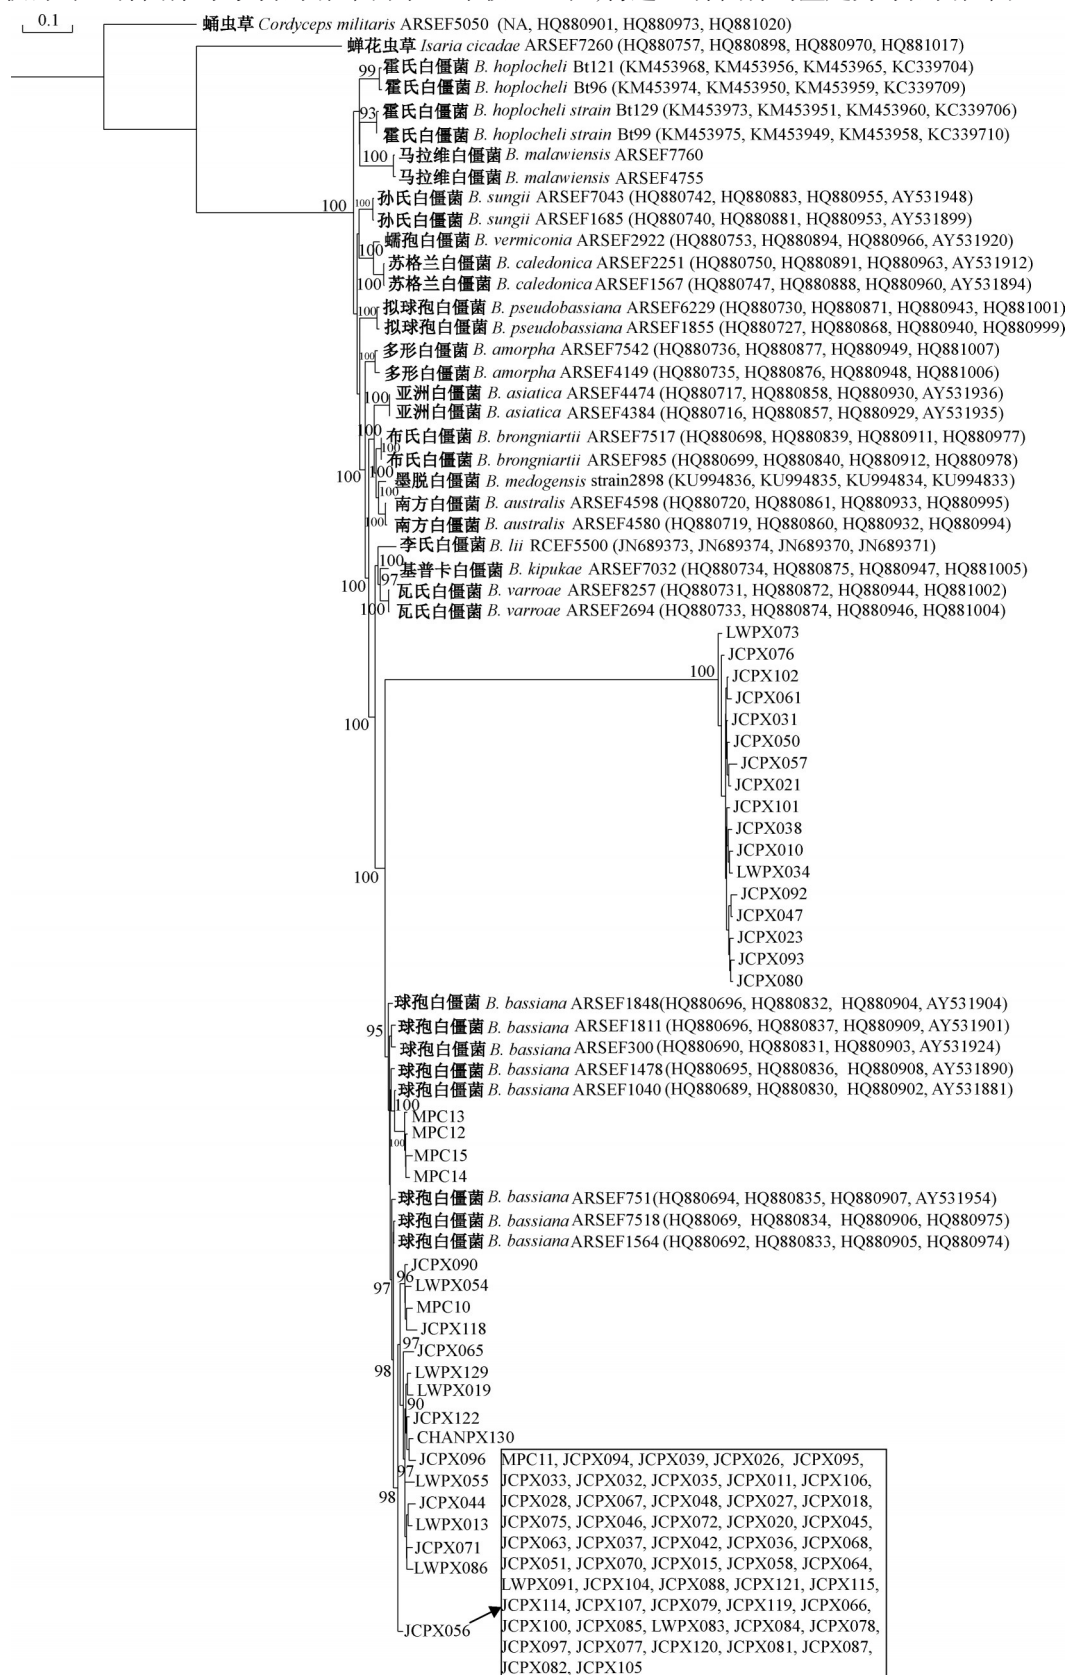 0.1
蛹虫草 Cordyceps militaris ARSEF5050 (NA, HQ880901, HQ880973, HQ881020)
蝉花虫草 Isaria cicadae ARSEF7260 (HQ880757, HQ880898, HQ880970, HQ881017)
99
霍氏白僵菌 B. hoplocheli Bt121 (KM453968, KM453956, KM453965, KC339704)
霍氏白僵菌 B. hoplocheli Bt96 (KM453974, KM453950, KM453959, KC339709)
93
霍氏白僵菌 B. hoplocheli strain Bt129 (KM453973, KM453951, KM453960, KC339706)
霍氏白僵菌 B. hoplocheli strain Bt99 (KM453975, KM453949, KM453958, KC339710)
100
马拉维白僵菌 B. malawiensis ARSEF7760
马拉维白僵菌 B. malawiensis ARSEF4755
100
100
孙氏白僵菌 B. sungii ARSEF7043 (HQ880742, HQ880883, HQ880955, AY531948)
孙氏白僵菌 B. sungii ARSEF1685 (HQ880740, HQ880881, HQ880953, AY531899)
蠕孢白僵菌 B. vermiconia ARSEF2922 (HQ880753, HQ880894, HQ880966, AY531920)
100
苏格兰白僵菌 B. caledonica ARSEF2251 (HQ880750, HQ880891, HQ880963, AY531912)
100
苏格兰白僵菌 B. caledonica ARSEF1567 (HQ880747, HQ880888, HQ880960, AY531894)
100
拟球孢白僵菌 B. pseudobassiana ARSEF6229 (HQ880730, HQ880871, HQ880943, HQ881001)
拟球孢白僵菌 B. pseudobassiana ARSEF1855 (HQ880727, HQ880868, HQ880940, HQ880999)
100
多形白僵菌 B. amorpha ARSEF7542 (HQ880736, HQ880877, HQ880949, HQ881007)
多形白僵菌 B. amorpha ARSEF4149 (HQ880735, HQ880876, HQ880948, HQ881006)
100
亚洲白僵菌 B. asiatica ARSEF4474 (HQ880717, HQ880858, HQ880930, AY531936)
亚洲白僵菌 B. asiatica ARSEF4384 (HQ880716, HQ880857, HQ880929, AY531935)
100
布氏白僵菌 B. brongniartii ARSEF7517 (HQ880698, HQ880839, HQ880911, HQ880977)
100
布氏白僵菌 B. brongniartii ARSEF985 (HQ880699, HQ880840, HQ880912, HQ880978)
100
100
墨脱白僵菌 B. medogensis strain2898 (KU994836, KU994835, KU994834, KU994833)
100
南方白僵菌 B. australis ARSEF4598 (HQ880720, HQ880861, HQ880933, HQ880995)
100
南方白僵菌 B. australis ARSEF4580 (HQ880719, HQ880860, HQ880932, HQ880994)
李氏白僵菌 B. lii RCEF5500 (JN689373, JN689374, JN689370, JN689371)
100
基普卡白僵菌 B. kipukae ARSEF7032 (HQ880734, HQ880875, HQ880947, HQ881005)
100
97
瓦氏白僵菌 B. varroae ARSEF8257 (HQ880731, HQ880872, HQ880944, HQ881002)
100
瓦氏白僵菌 B. varroae ARSEF2694 (HQ880733, HQ880874, HQ880946, HQ881004)
LWPX073
JCPX076
100
JCPX102
JCPX061
JCPX031
100
JCPX050
JCPX057
JCPX021
JCPX101
JCPX038
JCPX010
LWPX034
100
JCPX092
JCPX047
JCPX023
JCPX093
JCPX080
球孢白僵菌 B. bassiana ARSEF1848(HQ880696, HQ880832, HQ880904, AY531904)
95
球孢白僵菌 B. bassiana ARSEF1811(HQ880696, HQ880837, HQ880909, AY531901)
球孢白僵菌 B. bassiana ARSEF300(HQ880690, HQ880831, HQ880903, AY531924)
球孢白僵菌 B. bassiana ARSEF1478(HQ880695, HQ880836, HQ880908, AY531890)
球孢白僵菌 B. bassiana ARSEF1040(HQ880689, HQ880830, HQ880902, AY531881)
100
MPC13
MPC12
100
MPC15
MPC14
球孢白僵菌 B. bassiana ARSEF751(HQ880694, HQ880835, HQ880907, AY531954)
球孢白僵菌 B. bassiana ARSEF7518(HQ88069, HQ880834, HQ880906, HQ880975)
球孢白僵菌 B. bassiana ARSEF1564(HQ880692, HQ880833, HQ880905, HQ880974)
JCPX090
96
97
LWPX054
MPC10
JCPX118
97
JCPX065
98
LWPX129
LWPX019
90
JCPX122
CHANPX130
JCPX096
97
LWPX055
98
JCPX044
LWPX013
JCPX071
LWPX086
JCPX056
MPC11, JCPX094, JCPX039, JCPX026, JCPX095,
JCPX033, JCPX032, JCPX035, JCPX011, JCPX106,
JCPX028, JCPX067, JCPX048, JCPX027, JCPX018,
JCPX075, JCPX046, JCPX072, JCPX020, JCPX045,
JCPX063, JCPX037, JCPX042, JCPX036, JCPX068,
JCPX051, JCPX070, JCPX015, JCPX058, JCPX064,
LWPX091, JCPX104, JCPX088, JCPX121, JCPX115,
JCPX114, JCPX107, JCPX079, JCPX119, JCPX066,
JCPX100, JCPX085, LWPX083, JCPX084, JCPX078,
JCPX097, JCPX077, JCPX120, JCPX081, JCPX087,
JCPX082, JCPX105